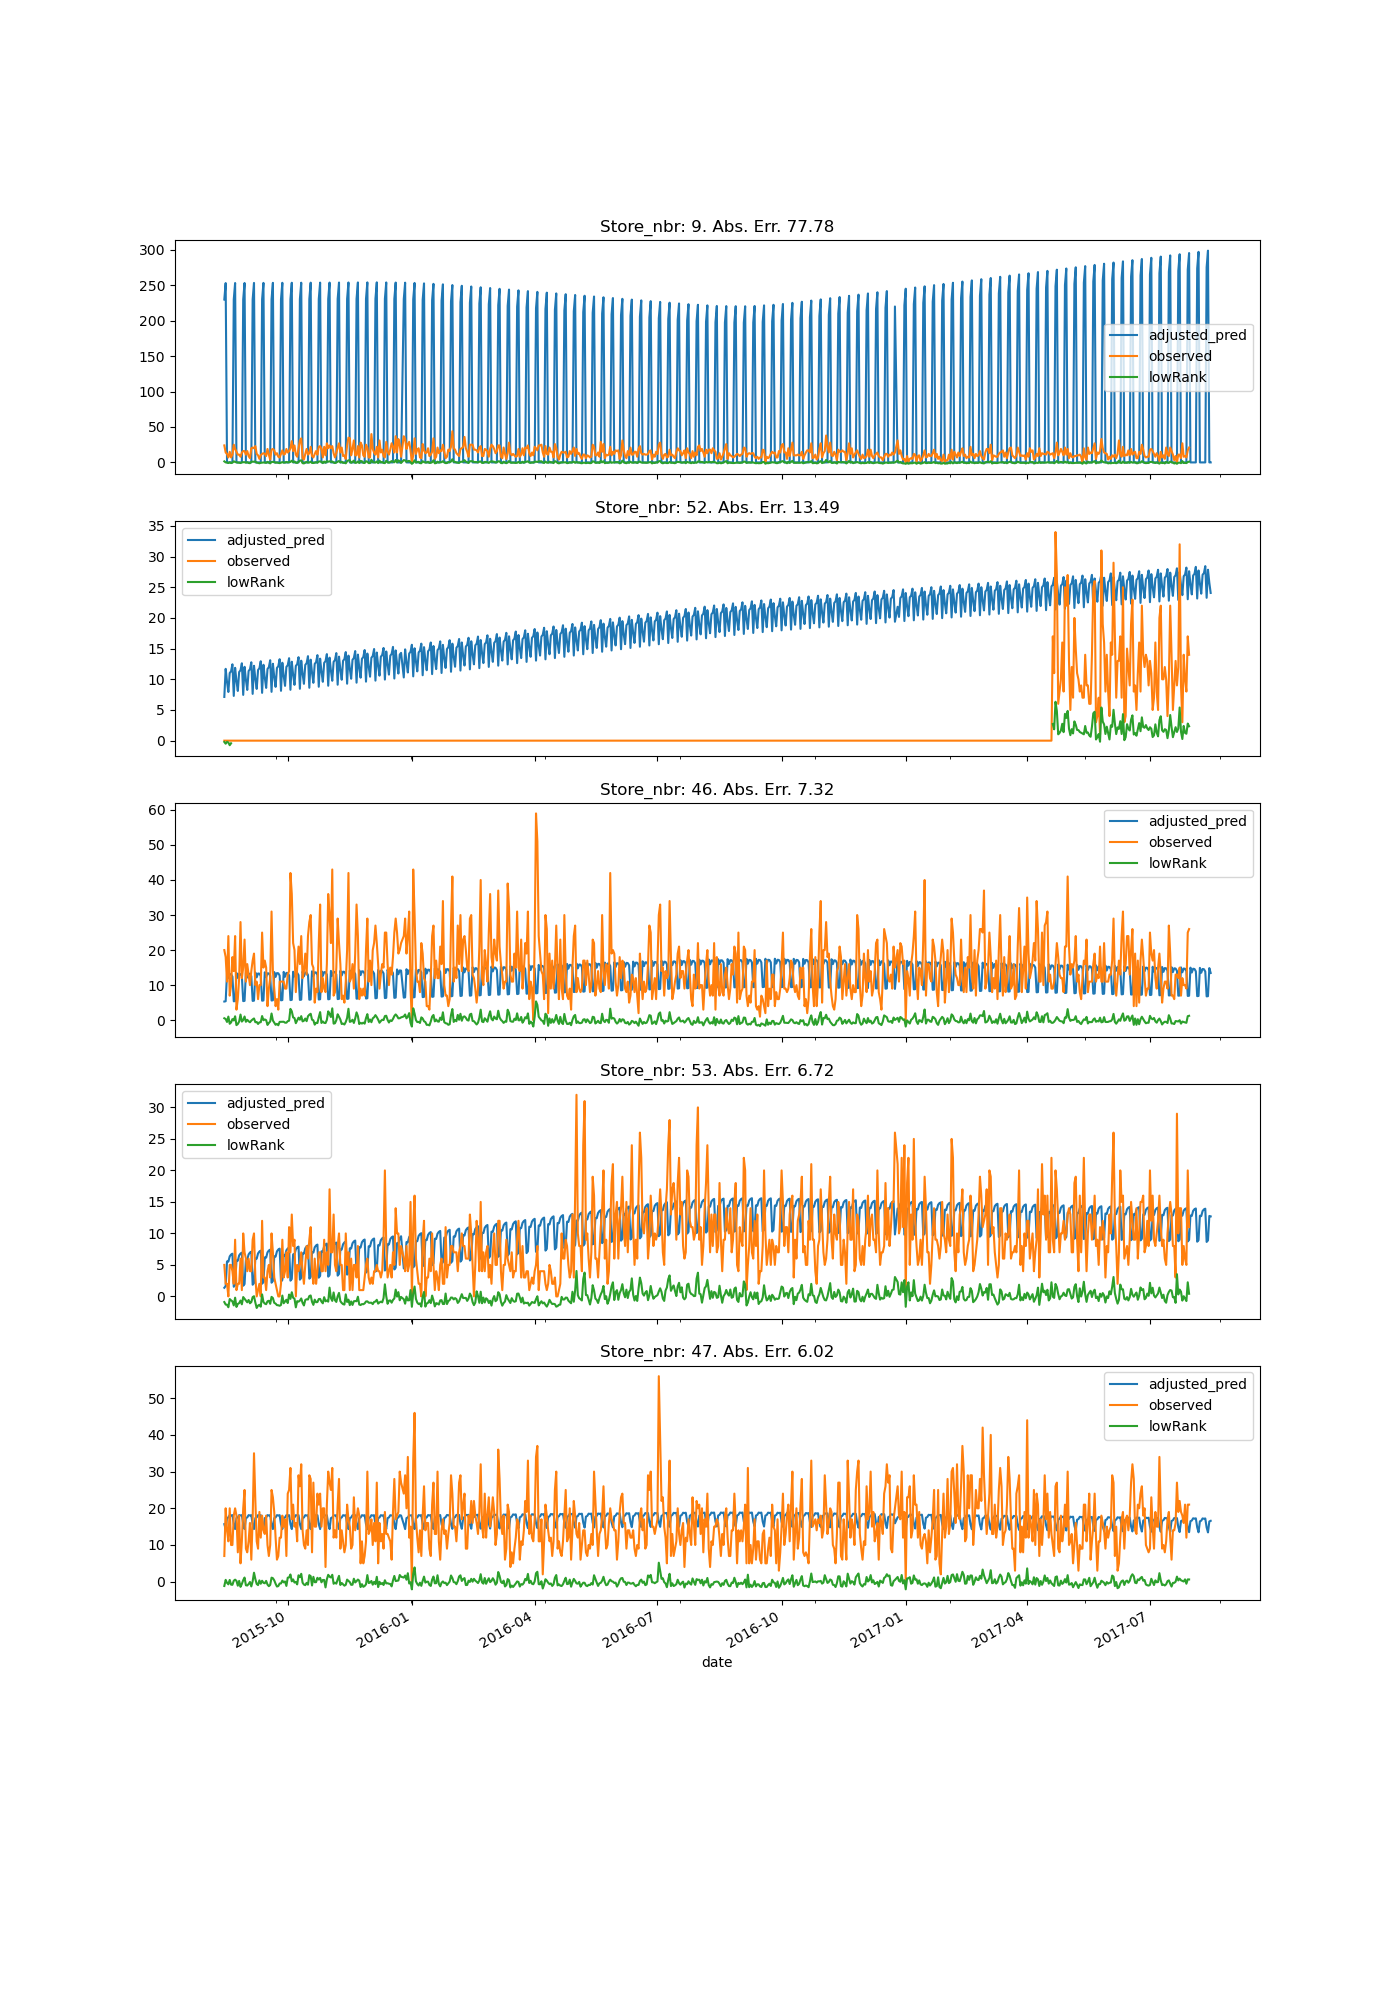 Store_nbr: 9. Abs. Err. 77.78
300
250
200
150
100
50
0
adjusted_pred
observed
lowRank
Store_nbr: 52. Abs. Err. 13.49
35
30
25
20
15
10
5
0
adjusted_pred
observed
lowRank
Store_nbr: 46. Abs. Err. 7.32
60
50
40
30
20
10
0
adjusted_pred
observed
lowRank
Store_nbr: 53. Abs. Err. 6.72
30
25
20
15
10
5
0
adjusted_pred
observed
lowRank
Store_nbr: 47. Abs. Err. 6.02
50
40
30
20
10
0
adjusted_pred
observed
lowRank
2015-10 2016-01 2016-04 2016-07 2016-10 2017-01 2017-04 2017-07
date